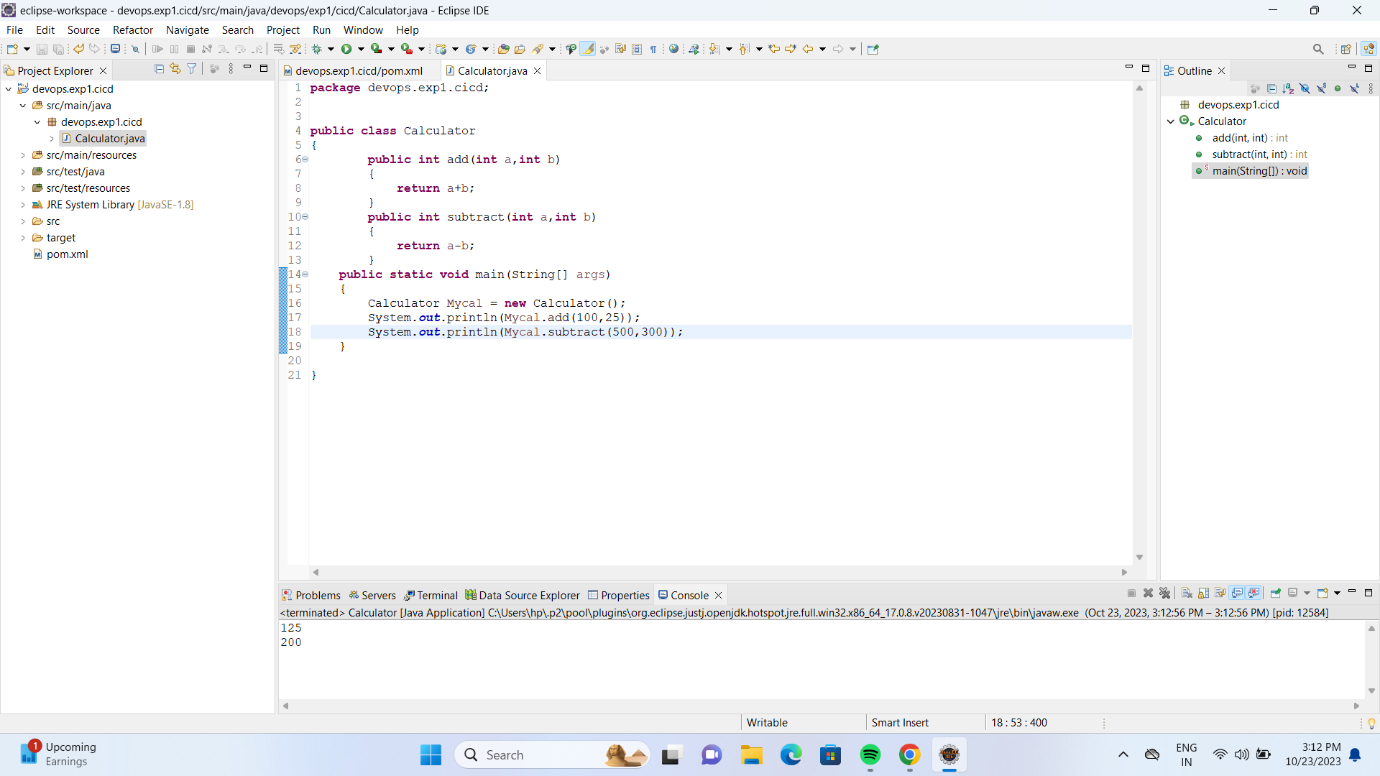 eclipse-workspace - devops.exp1.cicd/src/main/java/devops/exp1/cicd/Calculator.java - Eclipse IDE
File Edit Source Refactor Navigate Search Project Run Window Help
Project Explorer
devops.exp1.cicd
src/main/java
devops.exp1.cicd
Calculator.java
src/main/resources
src/test/java
src/test/resources
JRE System Library [JavaSE-1.8]
src
target
pom.xml
devops.exp1.cicd/pom.xml Calculator.java
1 package devops.exp1.cicd;
2
3
4 public class Calculator
5 {
6 public int add(int a,int b)
7 {
8 return a+b;
9 }
10 public int subtract(int a,int b)
11 {
12 return a-b;
13 }
14 public static void main(String[] args)
15 {
16 Calculator Mycal = new Calculator();
17 System.out.println(Mycal.add(100,25));
18 System.out.println(Mycal.subtract(500,300));
19 }
20
21 }
Outline
devops.exp1.cicd
Calculator
add(int, int) : int
subtract(int, int) : int
main(String[]) : void
Problems Servers Terminal Data Source Explorer Properties Console
<terminated> Calculator [Java Application] C:\Users\hp\.p2\pool\plugins\org.eclipse.justj.openjdk.hotspot.jre.full.win32.x86_64_17.0.8.v20230831-1047\jre\bin\javaw.exe (Oct 23, 2023, 3:12:56 PM – 3:12:56 PM) [pid: 12584]
125
200
Writable Smart Insert 18 : 53 : 400
1
Upcoming
Earnings
Search
ENG
IN
3:12 PM
10/23/2023